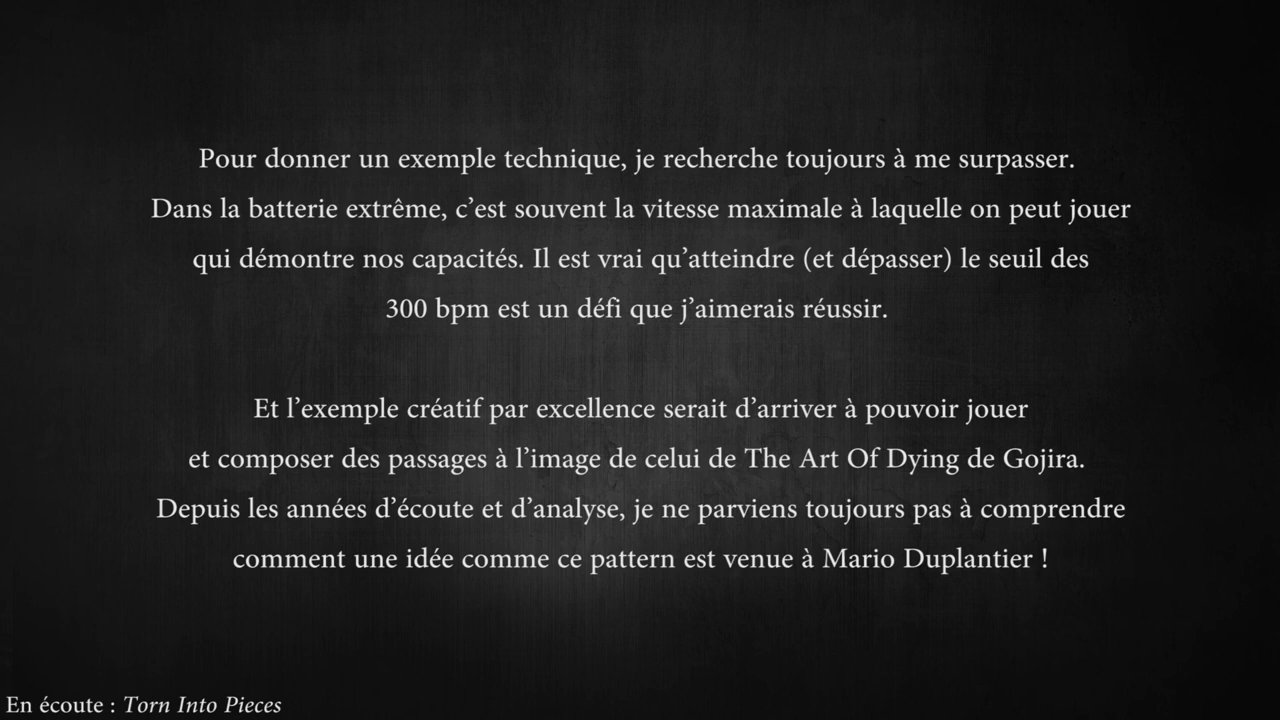 Pour donner un exemple technique, je recherche toujours à me surpasser.
Dans la batterie extrême, c’est souvent la vitesse maximale à laquelle on peut jouer
qui démontre nos capacités. Il est vrai qu’atteindre (et dépasser) le seuil des
300 bpm est un défi que j’aimerais réussir.
Et l’exemple créatif par excellence serait d’arriver à pouvoir jouer
et composer des passages à l’image de celui de The Art Of Dying de Gojira.
Depuis les années d’écoute et d’analyse, je ne parviens toujours pas à comprendre
comment une idée comme ce pattern est venue à Mario Duplantier !
En écoute : Torn Into Pieces